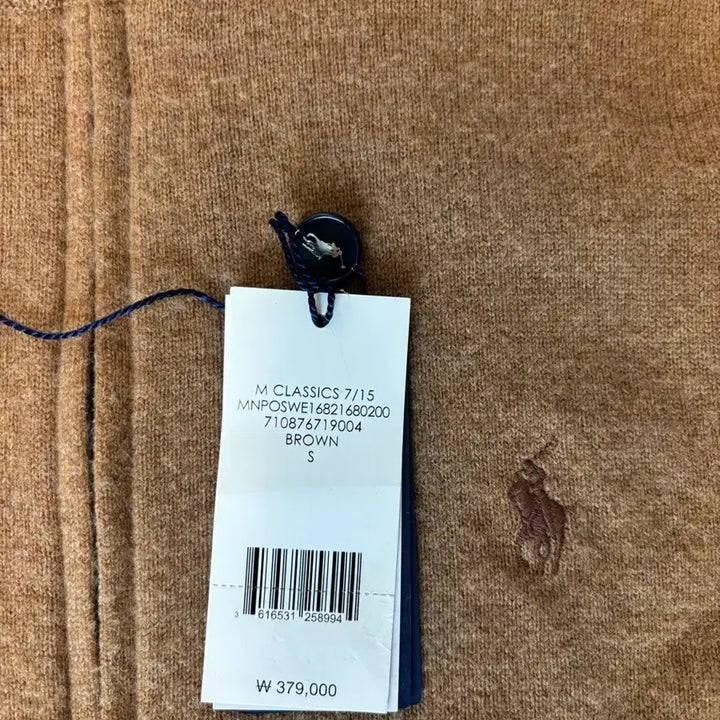 M CLASSICS 7/15
MNPOSWE16821680200
710876719004
BROWN
S
3 616531 258994
₩ 379,000